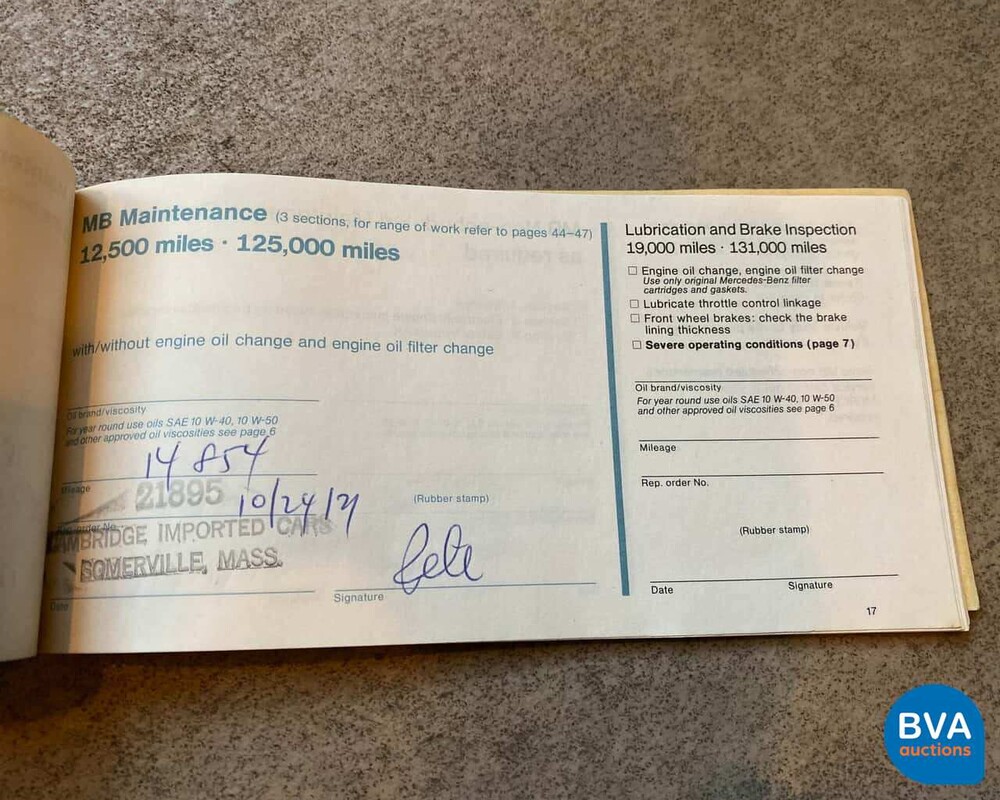 MB Maintenance (3 sections, for range of work refer to pages 44–47)
12,500 miles · 125,000 miles
with/without engine oil change and engine oil filter change
Oil brand/viscosity
For year round use oils SAE 10 W-40, 10 W-50
and other approved oil viscosities see page 6
14 854
Mileage
21895
10/24/
(Rubber stamp)
CAMBRIDGE IMPORTED CARS
SOMERVILLE, MASS.
Date
Signature
Lubrication and Brake Inspection
19,000 miles · 131,000 miles
Engine oil change, engine oil filter change
Use only original Mercedes-Benz filter
cartridges and gaskets.
Lubricate throttle control linkage
Front wheel brakes: check the brake
lining thickness
Severe operating conditions (page 7)
Oil brand/viscosity
For year round use oils SAE 10 W-40, 10 W-50
and other approved oil viscosities see page 6
Mileage
Rep. order No.
(Rubber stamp)
Date
Signature
17
BVA
auctions